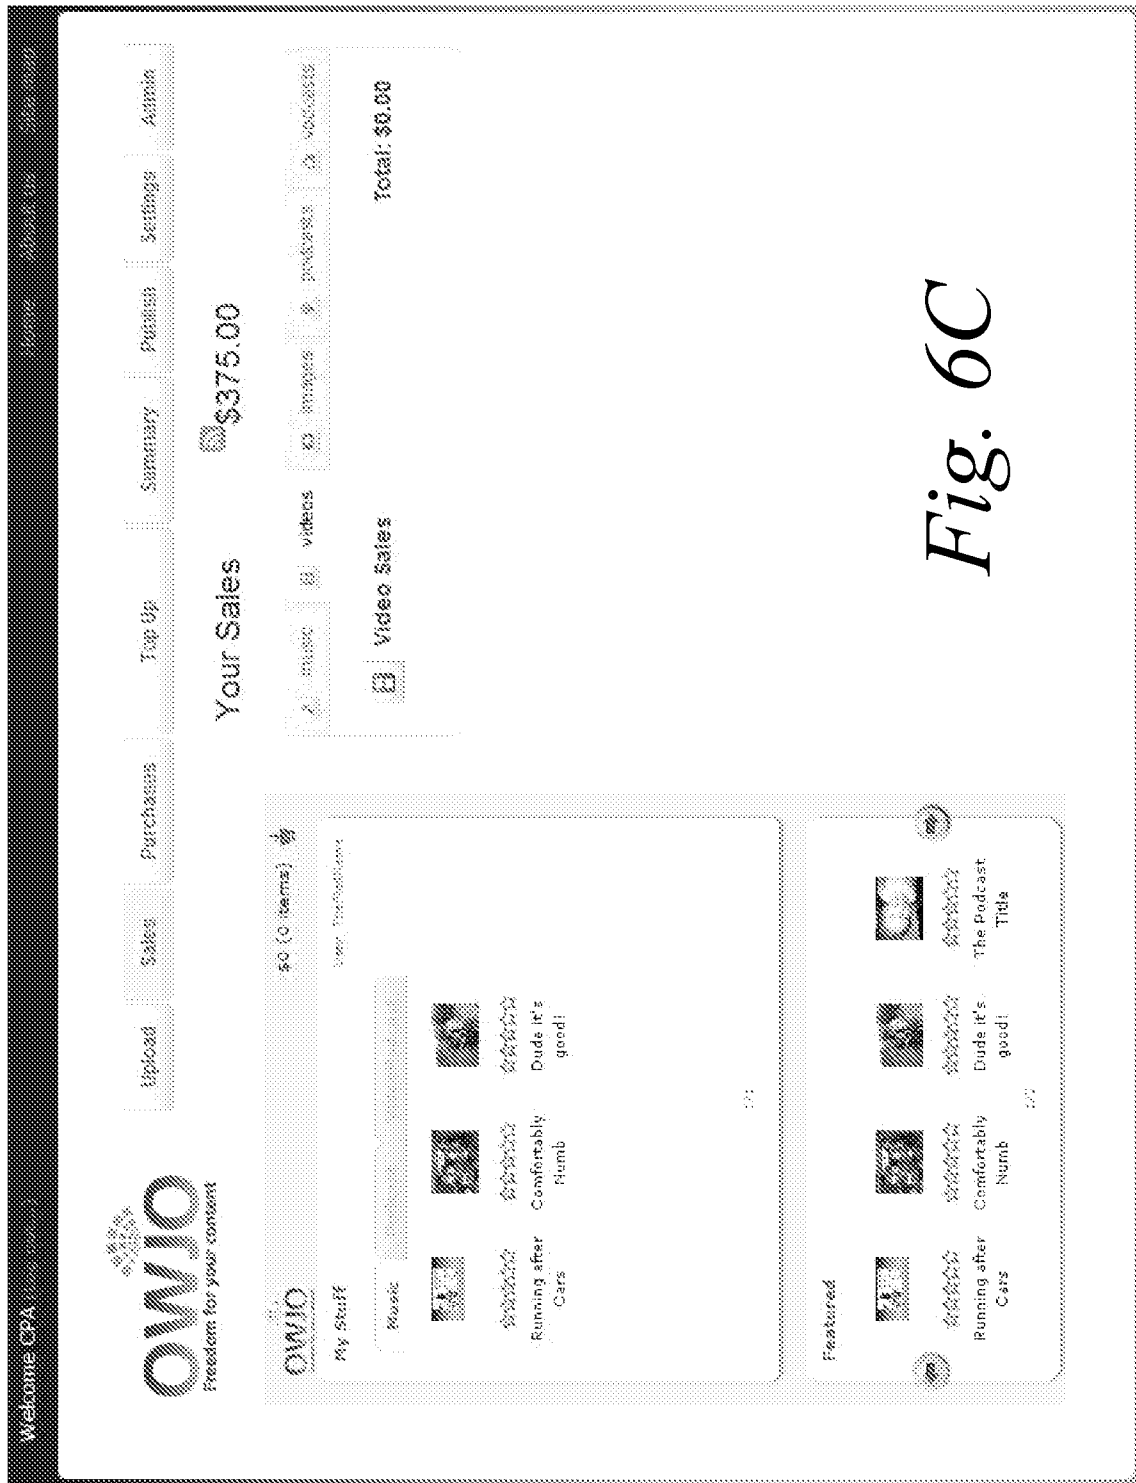 Welcome CPA
OWJO
Freedom for your content
Upload
Sales
Purchases
Top Up
Summary
Publish
Settings
Admin
Your Sales
$375.00
music
videos
images
podcasts
vodcasts
Video Sales
Total: $0.00
OWJO
$0 (0 items)
My Stuff
Music
Running after Cars
Comfortably Numb
Dude it's good!
Featured
Running after Cars
Comfortably Numb
Dude it's good!
The Podcast Title
Fig. 6C